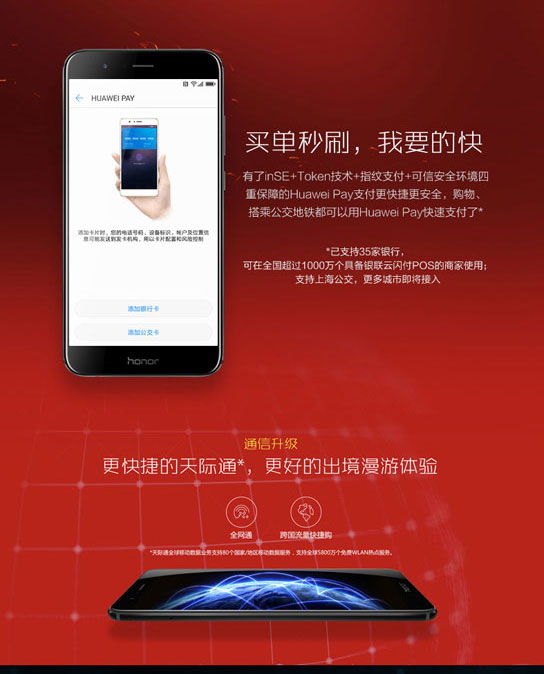 HUAWEI PAY
添加卡片时，您的电话号码、设备标识、帐户及位置信
息可能发送到发卡机构，用以卡片配置和风险控制
添加银行卡
添加公交卡
honor
买单秒刷，我要的快
有了inSE+Token技术+指纹支付+可信安全环境四
重保障的Huawei Pay支付更快捷更安全，购物、
搭乘公交地铁都可以用Huawei Pay快速支付了*
*已支持35家银行，
可在全国超过1000万个具备银联云闪付POS的商家使用；
支持上海公交，更多城市即将接入
通信升级
更快捷的天际通*，更好的出境漫游体验
全网通
跨国流量快捷购
*天际通全球移动数据业务支持80个国家/地区移动数据服务，支持全球5800万个免费WLAN热点服务。